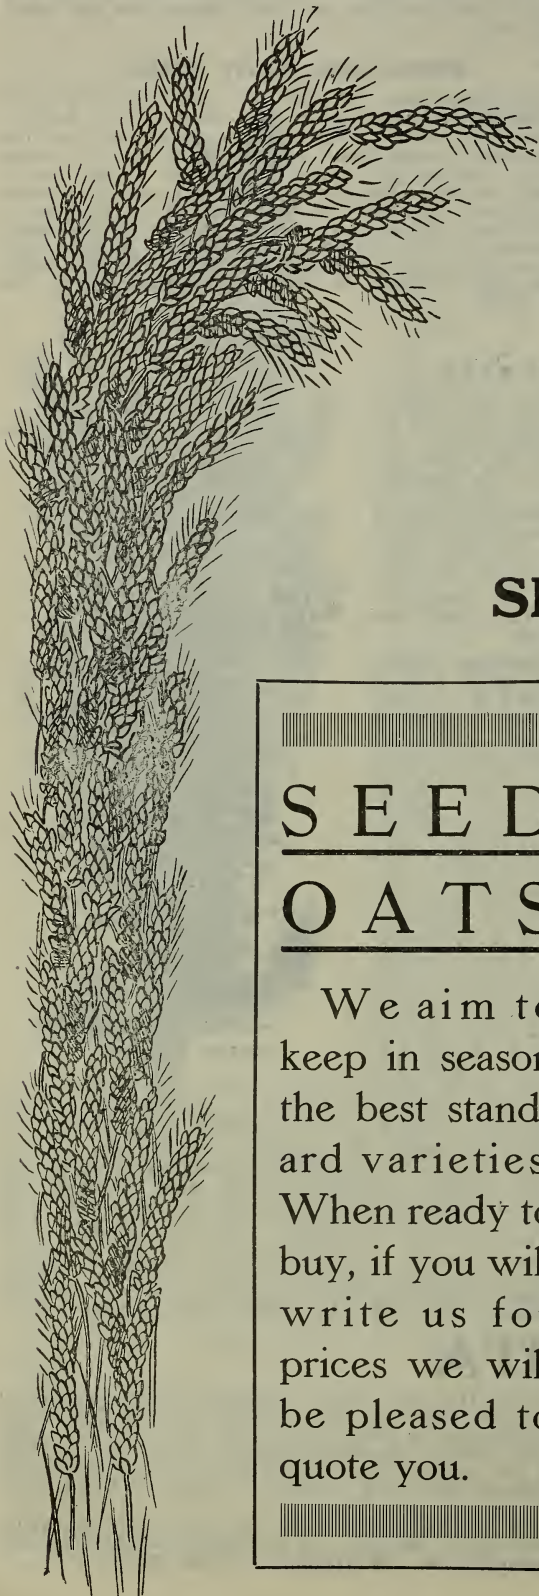 SEED
OATS
We aim to
keep in season
the best stand
ard varieties
When ready to
buy, if you wil
write us fo
prices we wil
be pleased to
quote you.